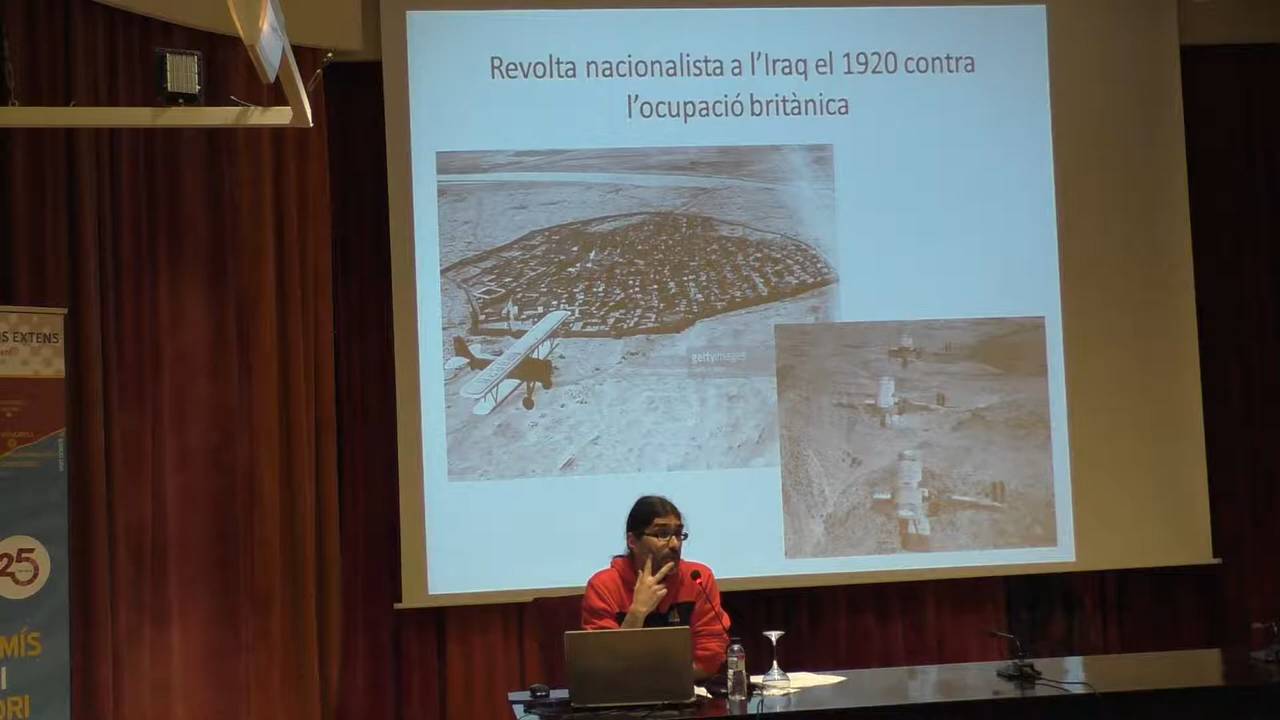 Revolta nacionalista a l'Iraq el 1920 contra
l'ocupació britànica
gettyimages
S EXTENS
25
MÍS
I
ORI